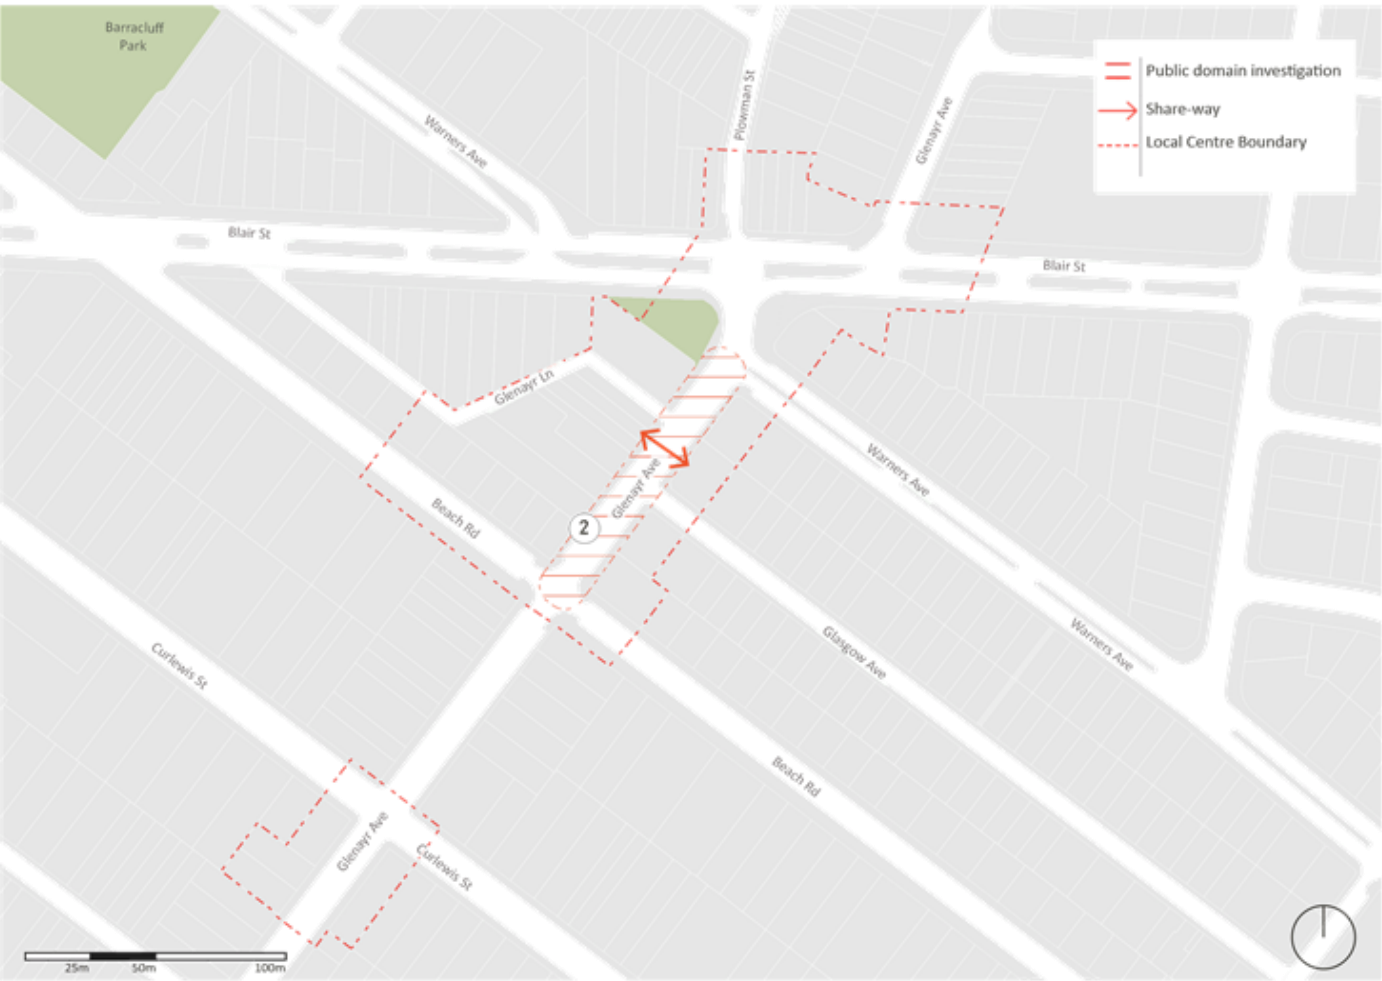 Barracluff
Park
Plowman St
Glenayr Ave
Public domain investigation
Share-way
Local Centre Boundary
Warners Ave
Blair St
Blair St
Glenayr Ln
Glenayr Ave
Warners Ave
Beach Rd
2
Curlewis St
Glasgow Ave
Warners Ave
Beach Rd
Glenayr Ave
Curlewis St
25m 50m 100m